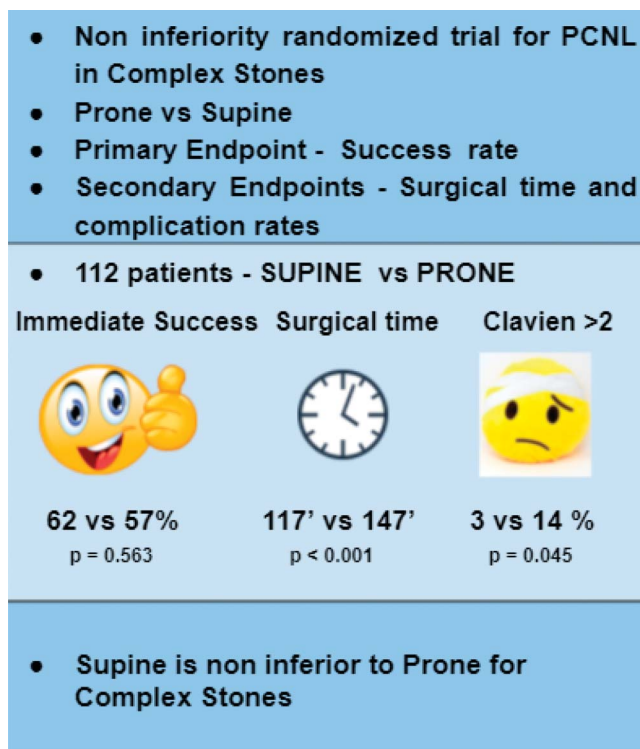 ● Non inferiority randomized trial for PCNL
in Complex Stones
● Prone vs Supine
● Primary Endpoint - Success rate
● Secondary Endpoints - Surgical time and
complication rates
● 112 patients - SUPINE vs PRONE
Immediate Success Surgical time Clavien >2
62 vs 57% 117’ vs 147’ 3 vs 14 %
p = 0.563 p < 0.001 p = 0.045
● Supine is non inferior to Prone for
Complex Stones